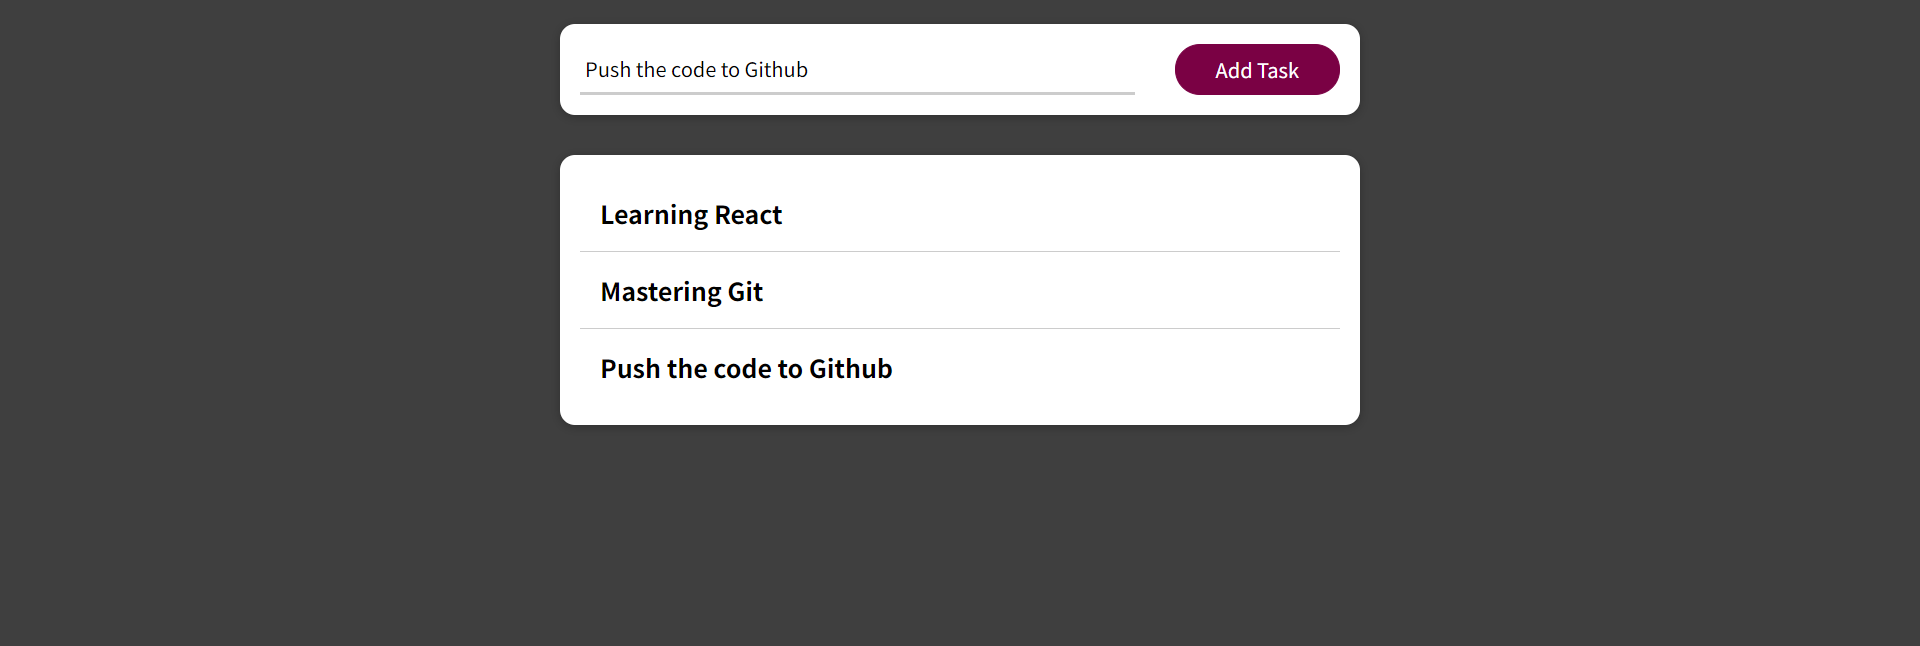 Push the code to Github
Add Task
Learning React
Mastering Git
Push the code to Github